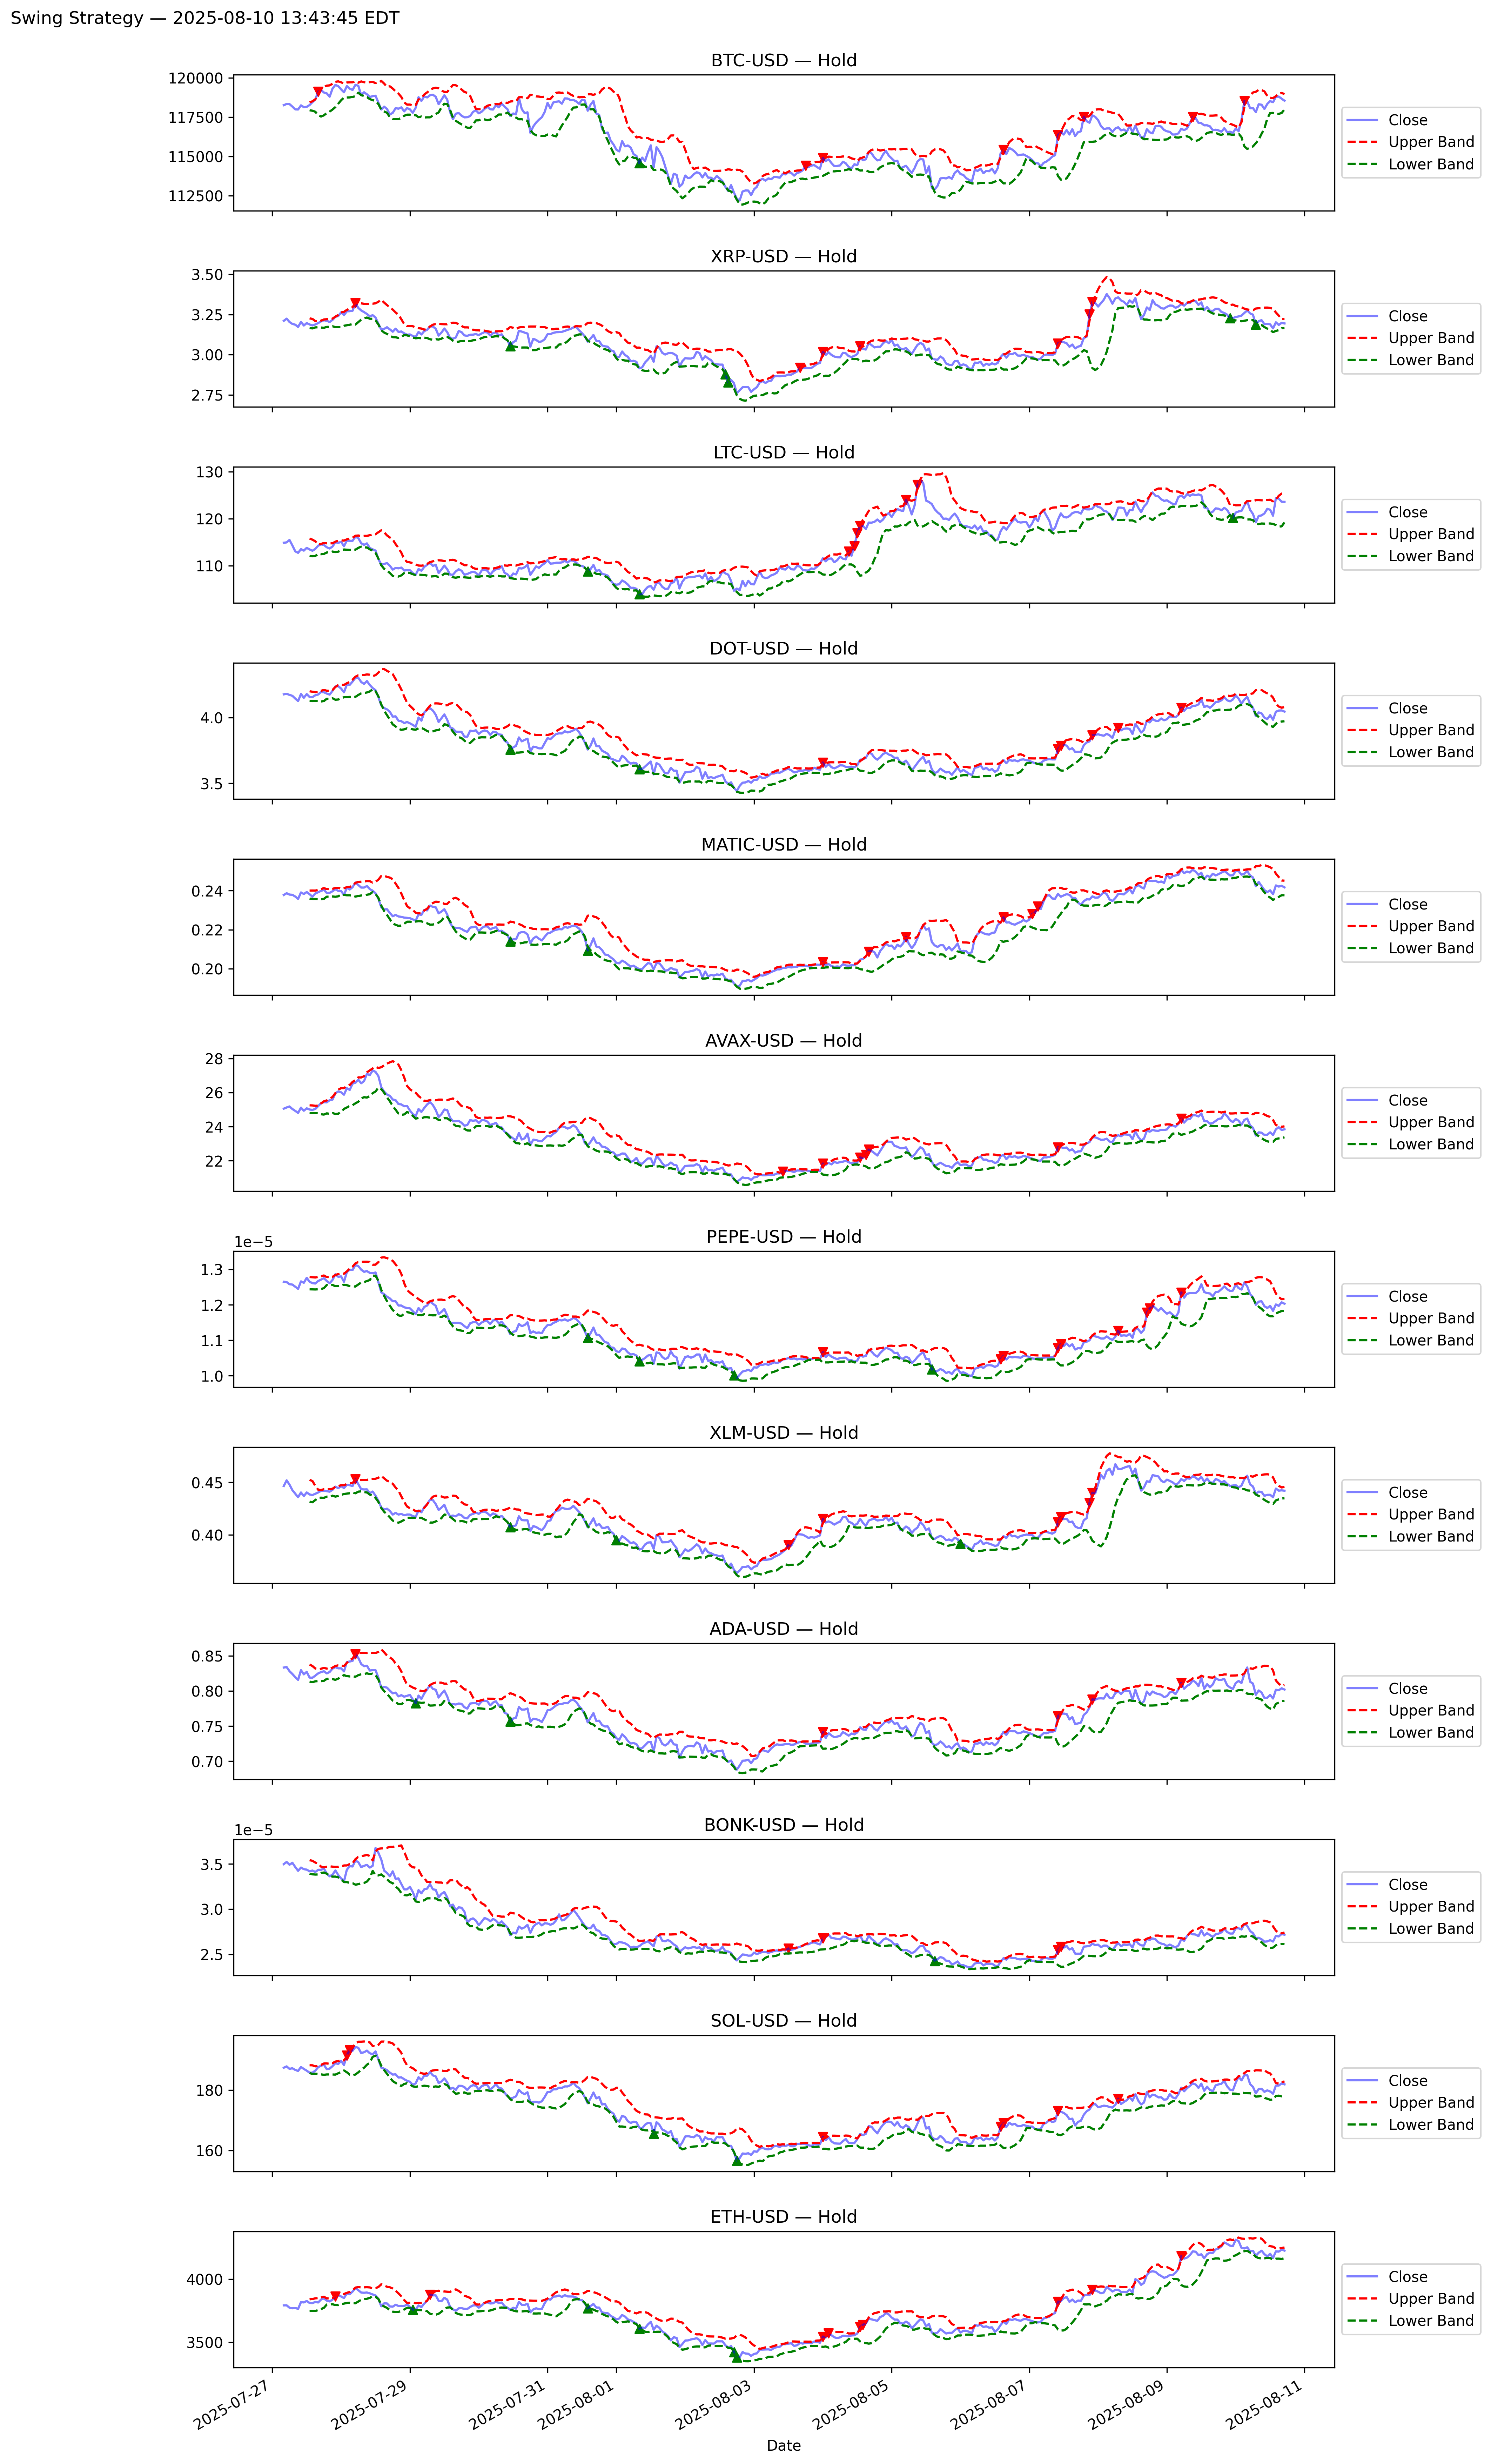 Swing Strategy — 2025-08-10 13:43:45 EDT
BTC-USD — Hold
120000
117500
115000
112500
Close
Upper Band
Lower Band
XRP-USD — Hold
3.50
3.25
3.00
2.75
Close
Upper Band
Lower Band
LTC-USD — Hold
130
120
110
Close
Upper Band
Lower Band
DOT-USD — Hold
4.0
3.5
Close
Upper Band
Lower Band
MATIC-USD — Hold
0.24
0.22
0.20
Close
Upper Band
Lower Band
AVAX-USD — Hold
28
26
24
22
Close
Upper Band
Lower Band
PEPE-USD — Hold
1e−5
1.3
1.2
1.1
1.0
Close
Upper Band
Lower Band
XLM-USD — Hold
0.45
0.40
Close
Upper Band
Lower Band
ADA-USD — Hold
0.85
0.80
0.75
0.70
Close
Upper Band
Lower Band
BONK-USD — Hold
1e−5
3.5
3.0
2.5
Close
Upper Band
Lower Band
SOL-USD — Hold
180
160
Close
Upper Band
Lower Band
ETH-USD — Hold
4000
3500
Close
Upper Band
Lower Band
2025-07-27
2025-07-29
2025-07-31
2025-08-01
2025-08-03
2025-08-05
2025-08-07
2025-08-09
2025-08-11
Date